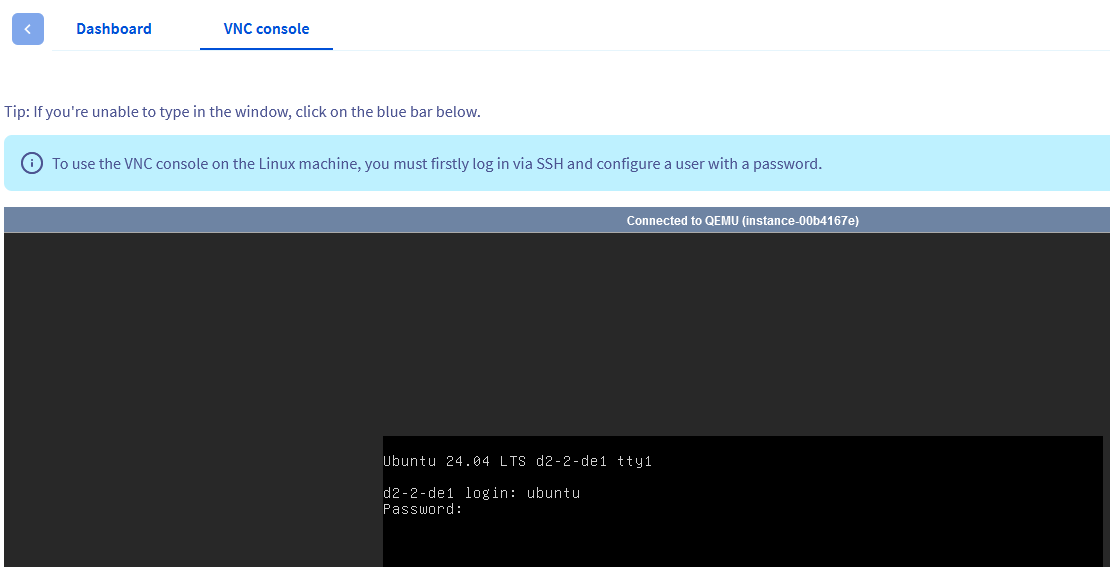 Dashboard VNC console
Tip: If you're unable to type in the window, click on the blue bar below.
To use the VNC console on the Linux machine, you must firstly log in via SSH and configure a user with a password.
Connected to QEMU (instance-00b4167e)
Ubuntu 24.04 LTS d2-2-de1 tty1
d2-2-de1 login: ubuntu
Password: